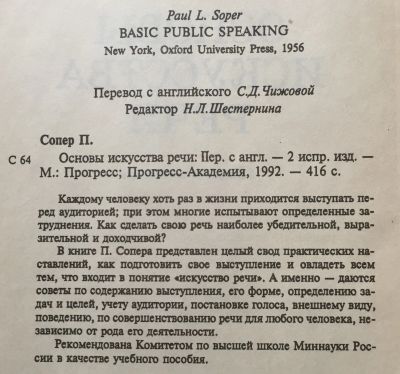 Paul L. Soper
BASIC PUBLIC SPEAKING
New York, Oxford University Press, 1956
Перевод с английского С.Д.Чижовой
Редактор Н.Л.Шестернина
Сопер П.
С 64
Основы искусства речи: Пер. с англ. — 2 испр. изд. —
М.: Прогресс; Прогресс-Академия, 1992. — 416 с.
Каждому человеку хоть раз в жизни приходится выступать пе-
ред аудиторией; при этом многие испытывают определенные за-
труднения. Как сделать свою речь наиболее убедительной, выра-
зительной и доходчивой?
В книге П. Сопера представлен целый свод практических на-
ставлений, как подготовить свое выступление и овладеть всем
тем, что входит в понятие «искусство речи». А именно — даются
советы по содержанию выступления, его форме, определению за-
дач и целей, учету аудитории, постановке голоса, внешнему виду,
поведению, по совершенствованию речи для любого человека, не-
зависимо от рода его деятельности.
Рекомендована Комитетом по высшей школе Миннауки Рос-
сии в качестве учебного пособия.